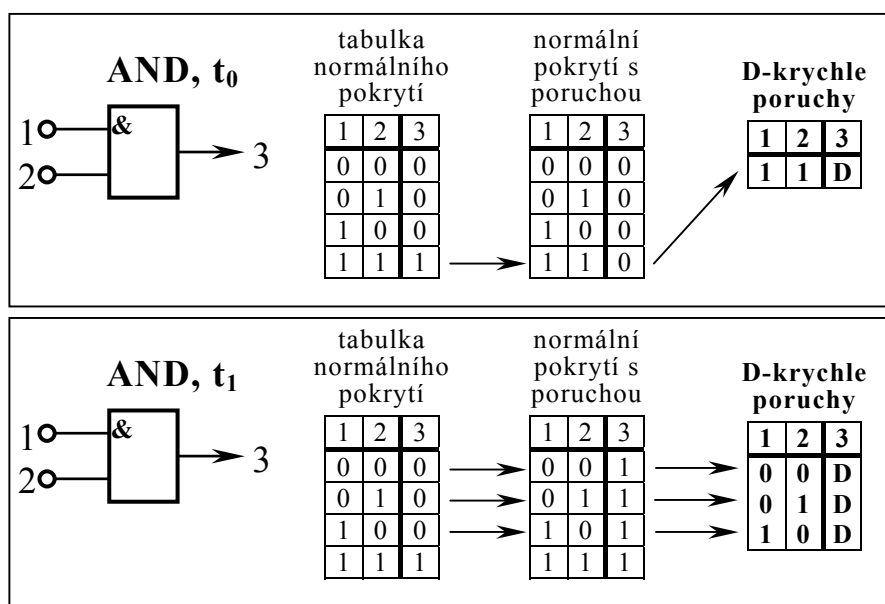 AND, t0
&
1
2
3
tabulka
normálního
pokrytí
1 2 3
0 0 0
0 1 0
1 0 0
1 1 1
normální
pokrytí s
poruchou
1 2 3
0 0 0
0 1 0
1 0 0
1 1 0
D-krychle
poruchy
1 2 3
1 1 D
AND, t1
&
1
2
3
tabulka
normálního
pokrytí
1 2 3
0 0 0
0 1 0
1 0 0
1 1 1
normální
pokrytí s
poruchou
1 2 3
0 0 1
0 1 1
1 0 1
1 1 1
D-krychle
poruchy
1 2 3
0 0 D
0 1 D
1 0 D